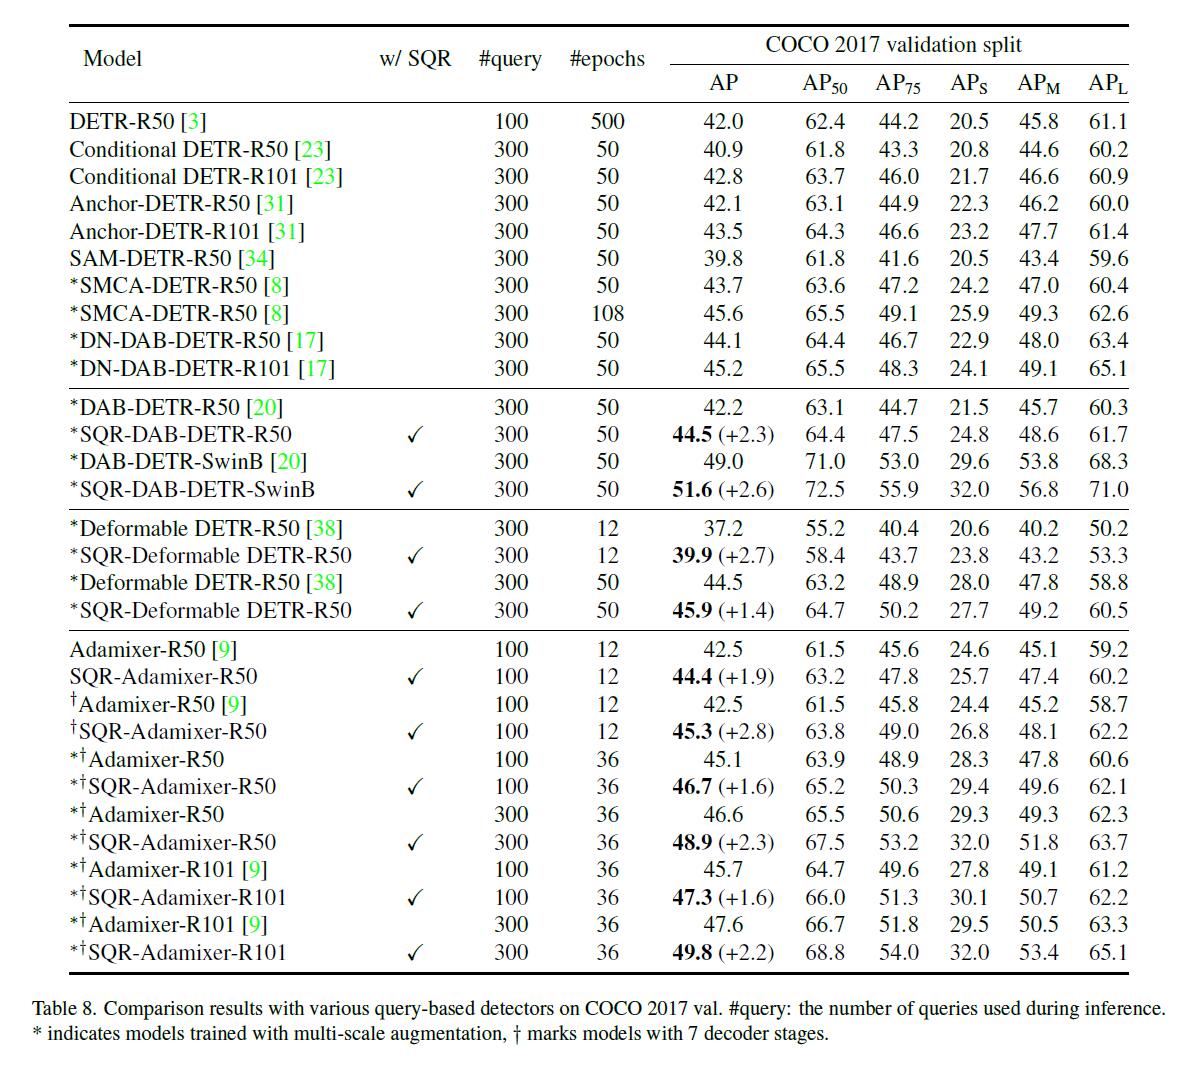 Model w/ SQR #query #epochs COCO 2017 validation split
AP AP50 AP75 APS APM APL
DETR-R50 [3] 100 500 42.0 62.4 44.2 20.5 45.8 61.1
Conditional DETR-R50 [23] 300 50 40.9 61.8 43.3 20.8 44.6 60.2
Conditional DETR-R101 [23] 300 50 42.8 63.7 46.0 21.7 46.6 60.9
Anchor-DETR-R50 [31] 300 50 42.1 63.1 44.9 22.3 46.2 60.0
Anchor-DETR-R101 [31] 300 50 43.5 64.3 46.6 23.2 47.7 61.4
SAM-DETR-R50 [34] 300 50 39.8 61.8 41.6 20.5 43.4 59.6
*SMCA-DETR-R50 [8] 300 50 43.7 63.6 47.2 24.2 47.0 60.4
*SMCA-DETR-R50 [8] 300 108 45.6 65.5 49.1 25.9 49.3 62.6
*DN-DAB-DETR-R50 [17] 300 50 44.1 64.4 46.7 22.9 48.0 63.4
*DN-DAB-DETR-R101 [17] 300 50 45.2 65.5 48.3 24.1 49.1 65.1
*DAB-DETR-R50 [20] 300 50 42.2 63.1 44.7 21.5 45.7 60.3
*SQR-DAB-DETR-R50 ✓ 300 50 44.5 (+2.3) 64.4 47.5 24.8 48.6 61.7
*DAB-DETR-SwinB [20] 300 50 49.0 71.0 53.0 29.6 53.8 68.3
*SQR-DAB-DETR-SwinB ✓ 300 50 51.6 (+2.6) 72.5 55.9 32.0 56.8 71.0
*Deformable DETR-R50 [38] 300 12 37.2 55.2 40.4 20.6 40.2 50.2
*SQR-Deformable DETR-R50 ✓ 300 12 39.9 (+2.7) 58.4 43.7 23.8 43.2 53.3
*Deformable DETR-R50 [38] 300 50 44.5 63.2 48.9 28.0 47.8 58.8
*SQR-Deformable DETR-R50 ✓ 300 50 45.9 (+1.4) 64.7 50.2 27.7 49.2 60.5
Adamixer-R50 [9] 100 12 42.5 61.5 45.6 24.6 45.1 59.2
SQR-Adamixer-R50 ✓ 100 12 44.4 (+1.9) 63.2 47.8 25.7 47.4 60.2
†Adamixer-R50 [9] 100 12 42.5 61.5 45.8 24.4 45.2 58.7
†SQR-Adamixer-R50 ✓ 100 12 45.3 (+2.8) 63.8 49.0 26.8 48.1 62.2
*†Adamixer-R50 100 36 45.1 63.9 48.9 28.3 47.8 60.6
*†SQR-Adamixer-R50 ✓ 100 36 46.7 (+1.6) 65.2 50.3 29.4 49.6 62.1
*†Adamixer-R50 300 36 46.6 65.5 50.6 29.3 49.3 62.3
*†SQR-Adamixer-R50 ✓ 300 36 48.9 (+2.3) 67.5 53.2 32.0 51.8 63.7
*†Adamixer-R101 [9] 100 36 45.7 64.7 49.6 27.8 49.1 61.2
*†SQR-Adamixer-R101 ✓ 100 36 47.3 (+1.6) 66.0 51.3 30.1 50.7 62.2
*†Adamixer-R101 [9] 300 36 47.6 66.7 51.8 29.5 50.5 63.3
*†SQR-Adamixer-R101 ✓ 300 36 49.8 (+2.2) 68.8 54.0 32.0 53.4 65.1
Table 8. Comparison results with various query-based detectors on COCO 2017 val. #query: the number of queries used during inference.
* indicates models trained with multi-scale augmentation, † marks models with 7 decoder stages.